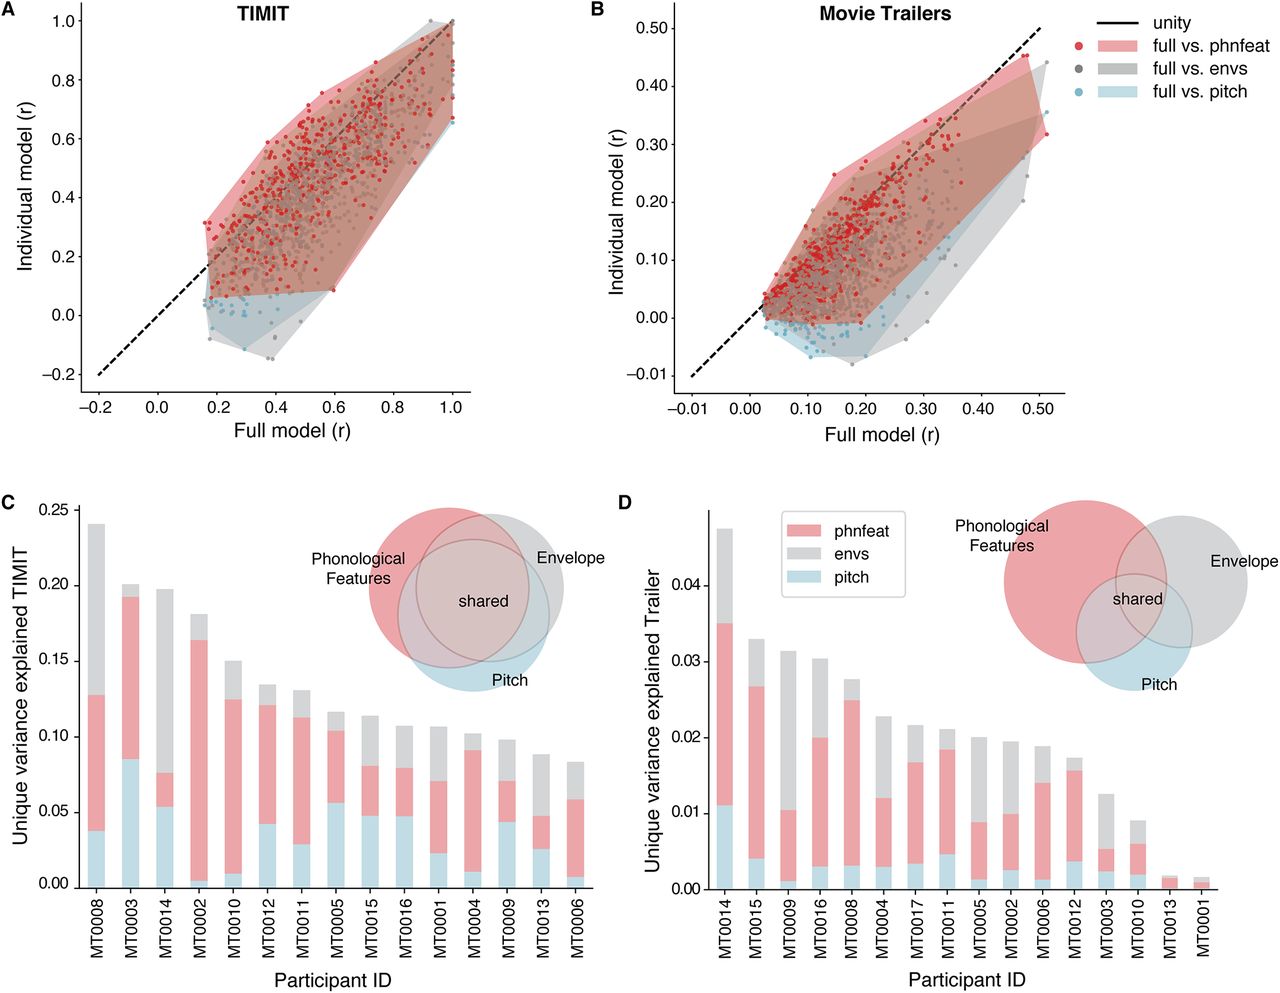 A
TIMIT
1.0
0.8
0.6
0.4
0.2
0.0
−0.2
Individual model (r)
−0.2 0.0 0.2 0.4 0.6 0.8 1.0
Full model (r)
B
Movie Trailers
0.50
0.40
0.30
0.20
0.10
0.00
−0.01
Individual model (r)
−0.01 0.00 0.10 0.20 0.30 0.40 0.50
Full model (r)
unity
full vs. phnfeat
full vs. envs
full vs. pitch
C
0.25
0.20
0.15
0.10
0.05
0.00
Unique variance explained TIMIT
Phonological
Features
Envelope
shared
Pitch
MT0008 MT0003 MT0014 MT0002 MT0010 MT0012 MT0011 MT0005 MT0015 MT0016 MT0001 MT0004 MT0009 MT0013 MT0006
Participant ID
D
0.04
0.03
0.02
0.01
0.00
Unique variance explained Trailer
phnfeat
envs
pitch
Phonological
Features
Envelope
shared
Pitch
MT0014 MT0015 MT0009 MT0016 MT0008 MT0004 MT0017 MT0011 MT0005 MT0002 MT0006 MT0012 MT0003 MT0010 MT0013 MT0001
Participant ID